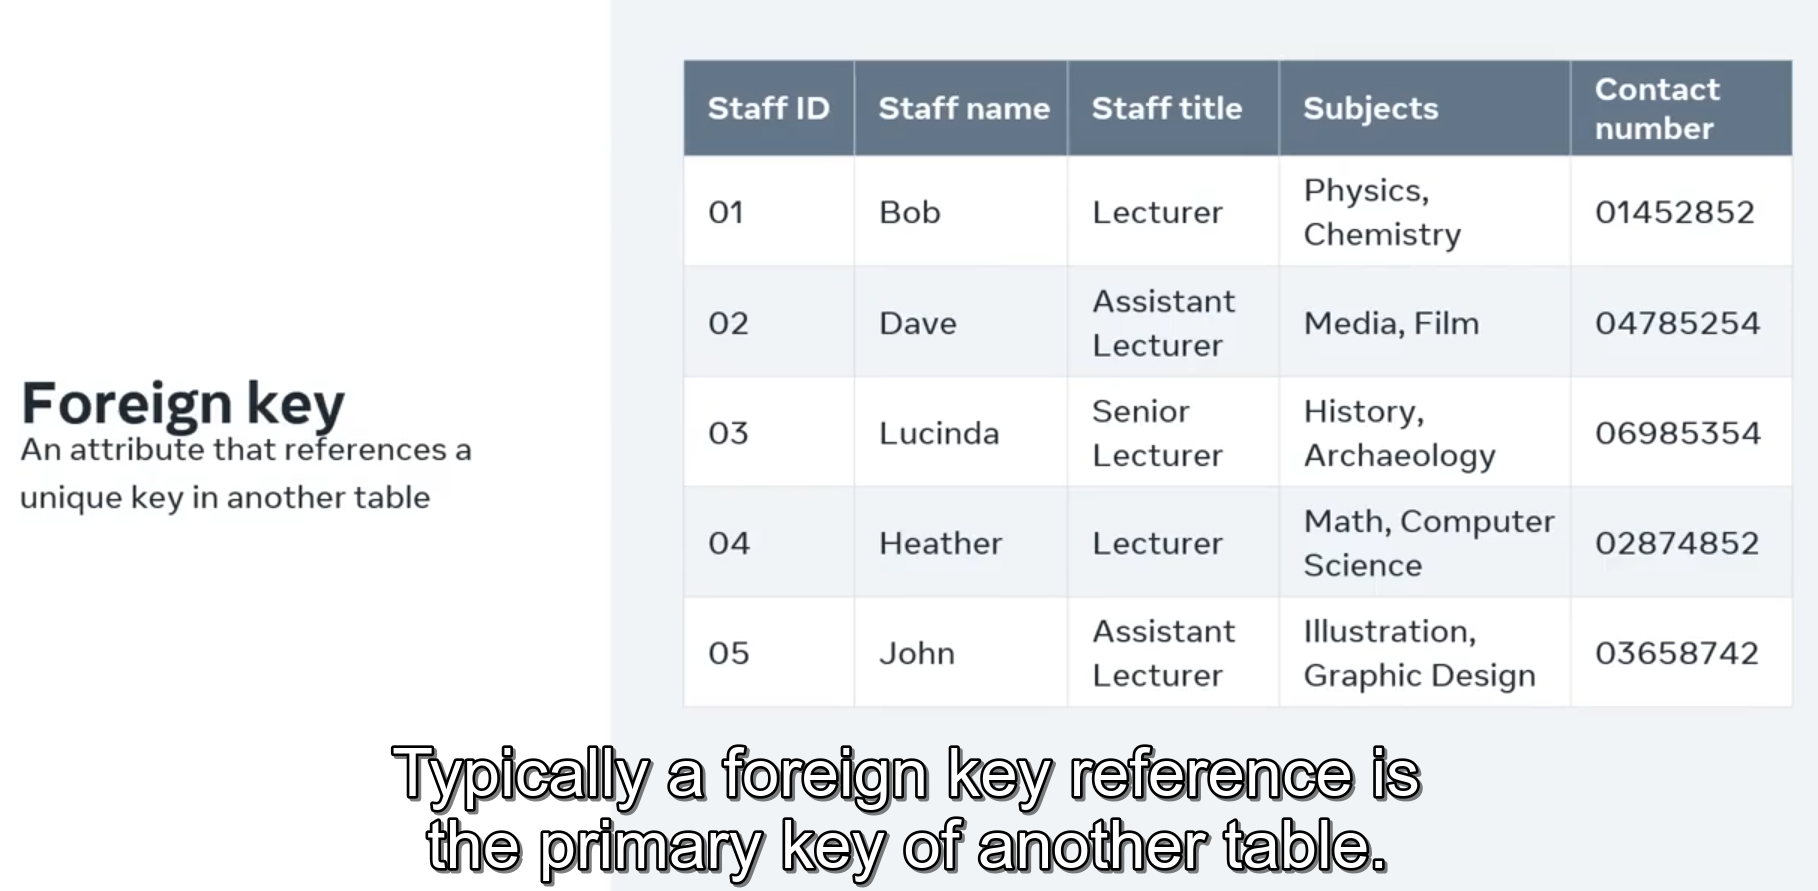 Foreign key
An attribute that references a
unique key in another table
Staff ID Staff name Staff title Subjects Contact number
01 Bob Lecturer Physics, Chemistry 01452852
02 Dave Assistant Lecturer Media, Film 04785254
03 Lucinda Senior Lecturer History, Archaeology 06985354
04 Heather Lecturer Math, Computer Science 02874852
05 John Assistant Lecturer Illustration, Graphic Design 03658742
Typically a foreign key reference is
the primary key of another table.